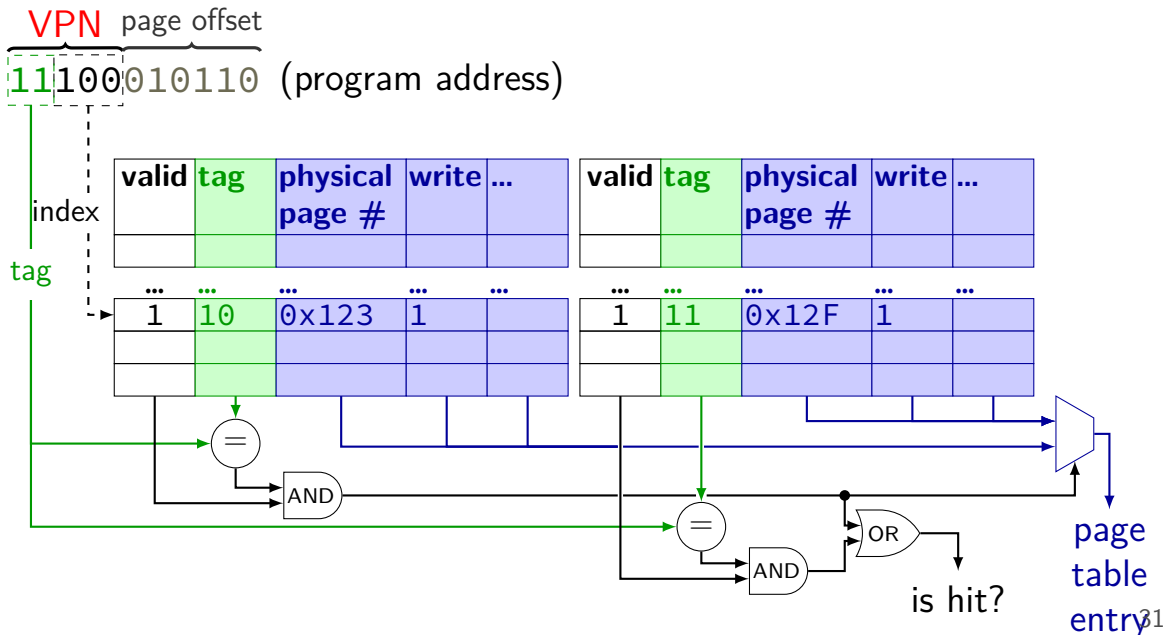 VPN page offset
11100010110 (program address)
valid tag physical page # write ... valid tag physical page # write ...
index
tag
... ... ... ... ... ... ... ... ... ...
1 10 0x123 1 1 11 0x12F 1
=
AND
=
OR
AND
is hit?
page
table
entry
31